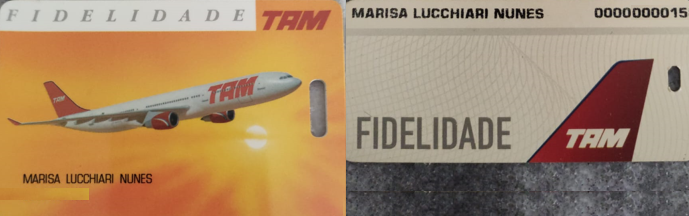 FIDELIDADE TAM
TAM
MARISA LUCCHIARI NUNES
MARISA LUCCHIARI NUNES 0000000015
FIDELIDADE
TAM